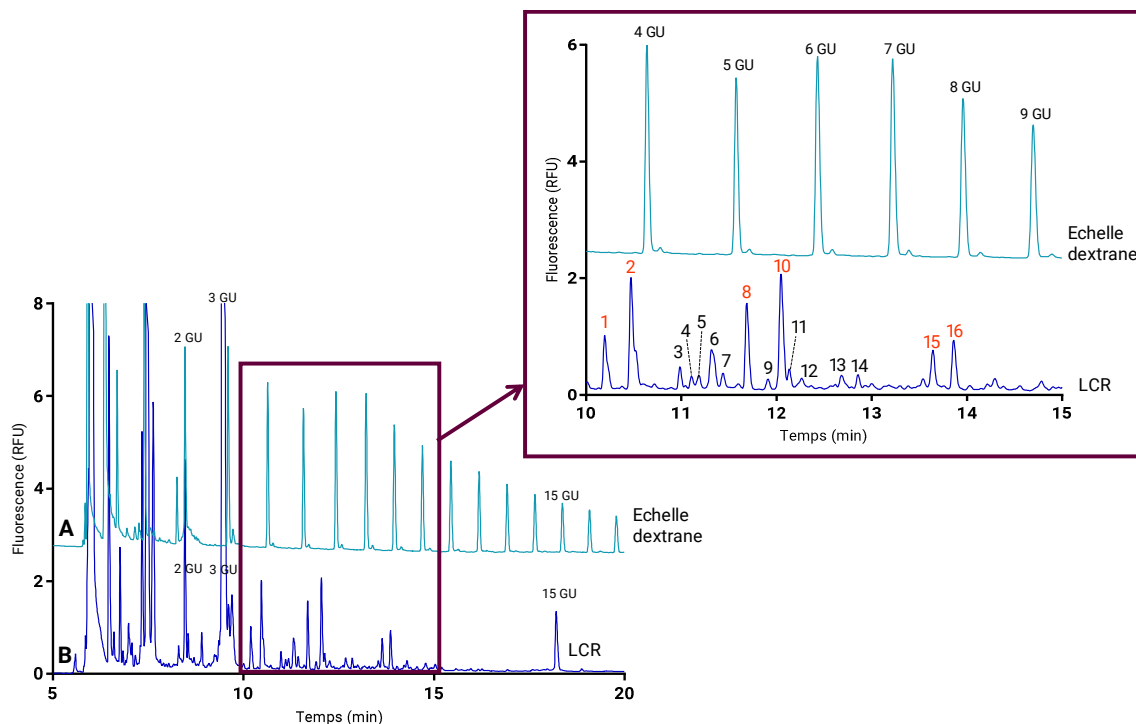 4 GU
5 GU
6 GU
7 GU
8 GU
9 GU
6
4
2
0
Fluorescence (RFU)
Echelle
dextrane
1
2
3
4
5
6
7
8
9
10
11
12
13
14
15
16
LCR
10
11
12
13
14
15
Temps (min)
8
6
4
2
0
Fluorescence (RFU)
3 GU
2 GU
15 GU
A
Echelle
dextrane
2 GU
3 GU
15 GU
B
LCR
5
10
15
20
Temps (min)